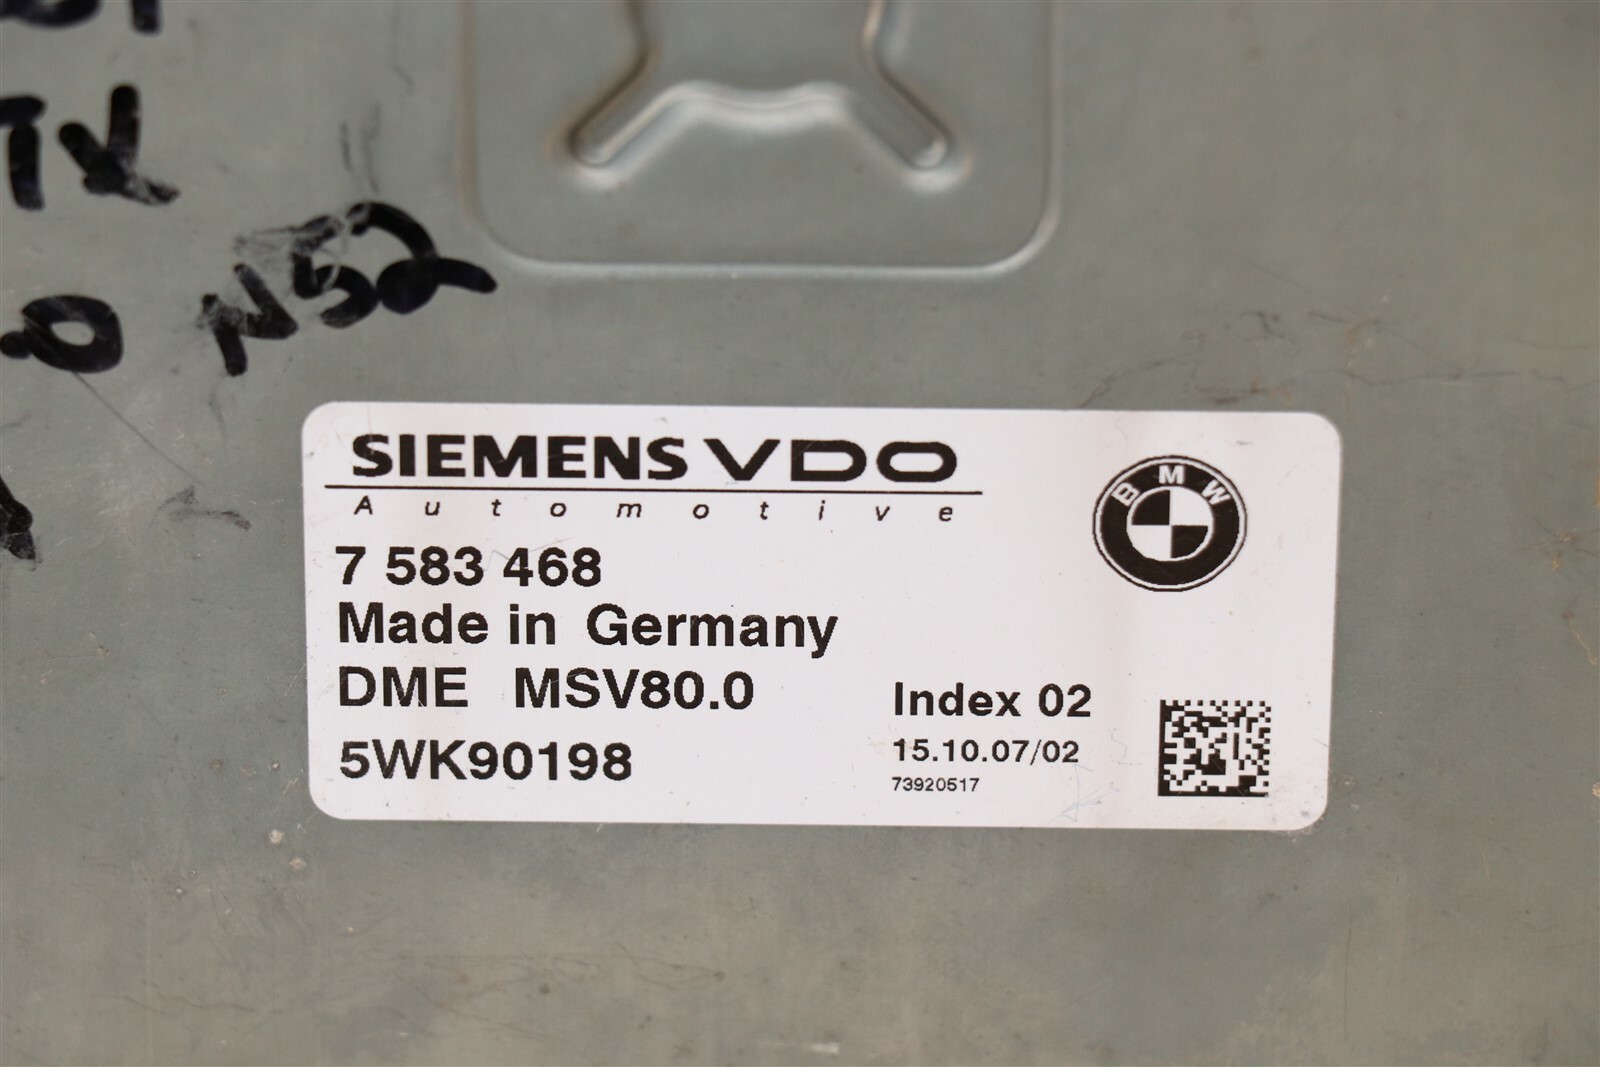 N52
SIEMENS VDO
Automotive
BMW
7 583 468
Made in Germany
DME MSV80.0
Index 02
5WK90198
15.10.07/02
73920517